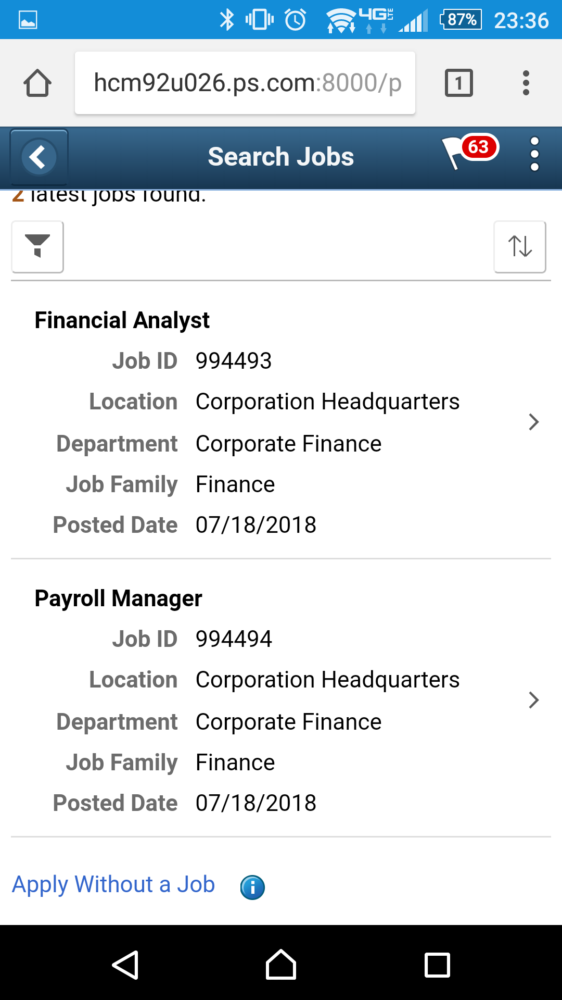 4G LTE 87% 23:36
hcm92u026.ps.com:8000/p 1
Search Jobs 63
2 latest jobs found.
Financial Analyst
Job ID 994493
Location Corporation Headquarters
Department Corporate Finance
Job Family Finance
Posted Date 07/18/2018
Payroll Manager
Job ID 994494
Location Corporation Headquarters
Department Corporate Finance
Job Family Finance
Posted Date 07/18/2018
Apply Without a Job